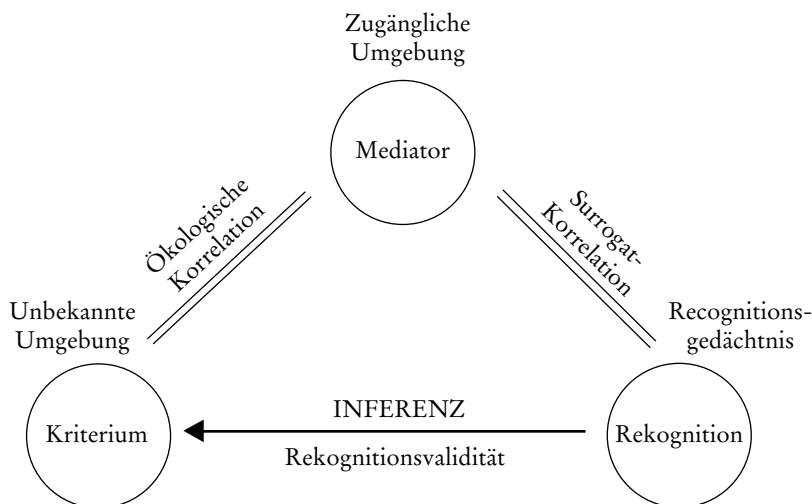 Zugängliche
Umgebung
Mediator
Ökologische
Korrelation
Surrogat-
Korrelation
Unbekannte
Umgebung
Recognitions-
gedächtnis
Kriterium
INFERENZ
Rekognitionsvalidität
Rekognition